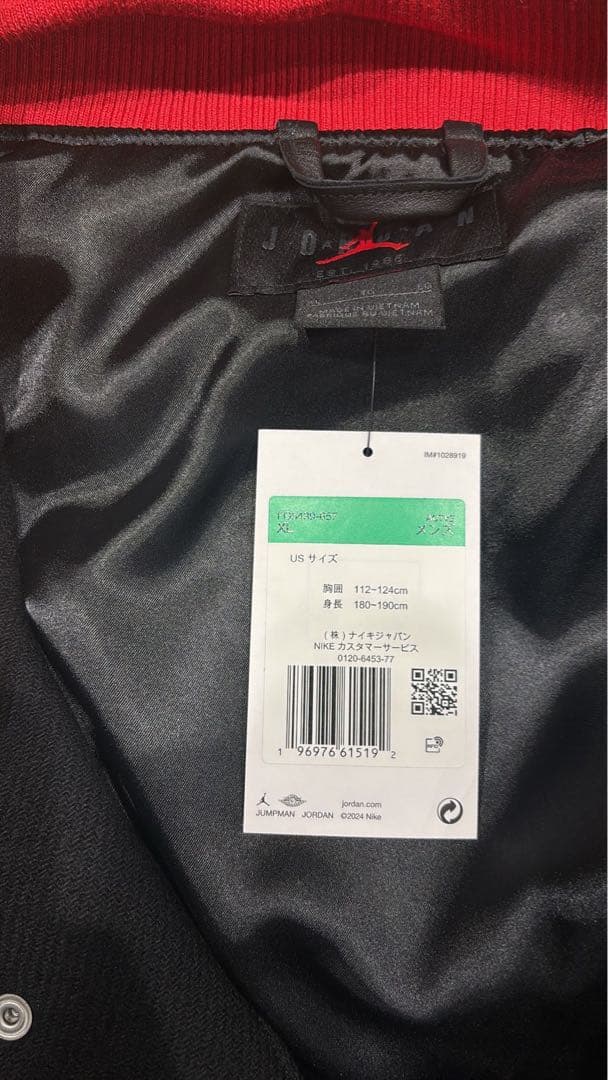 JORDAN
EST. 1985
MADE IN VIETNAM
FABRIQUÉ AU VIETNAM
IM#1028919
XL
メンズ
US サイズ
胸囲 112~124cm
身長 180~190cm
(株)ナイキジャパン
NIKE カスタマーサービス
0120-6453-77
1 96976 61519 2
RFID
jordan.com
JUMPMAN JORDAN ©2024 Nike